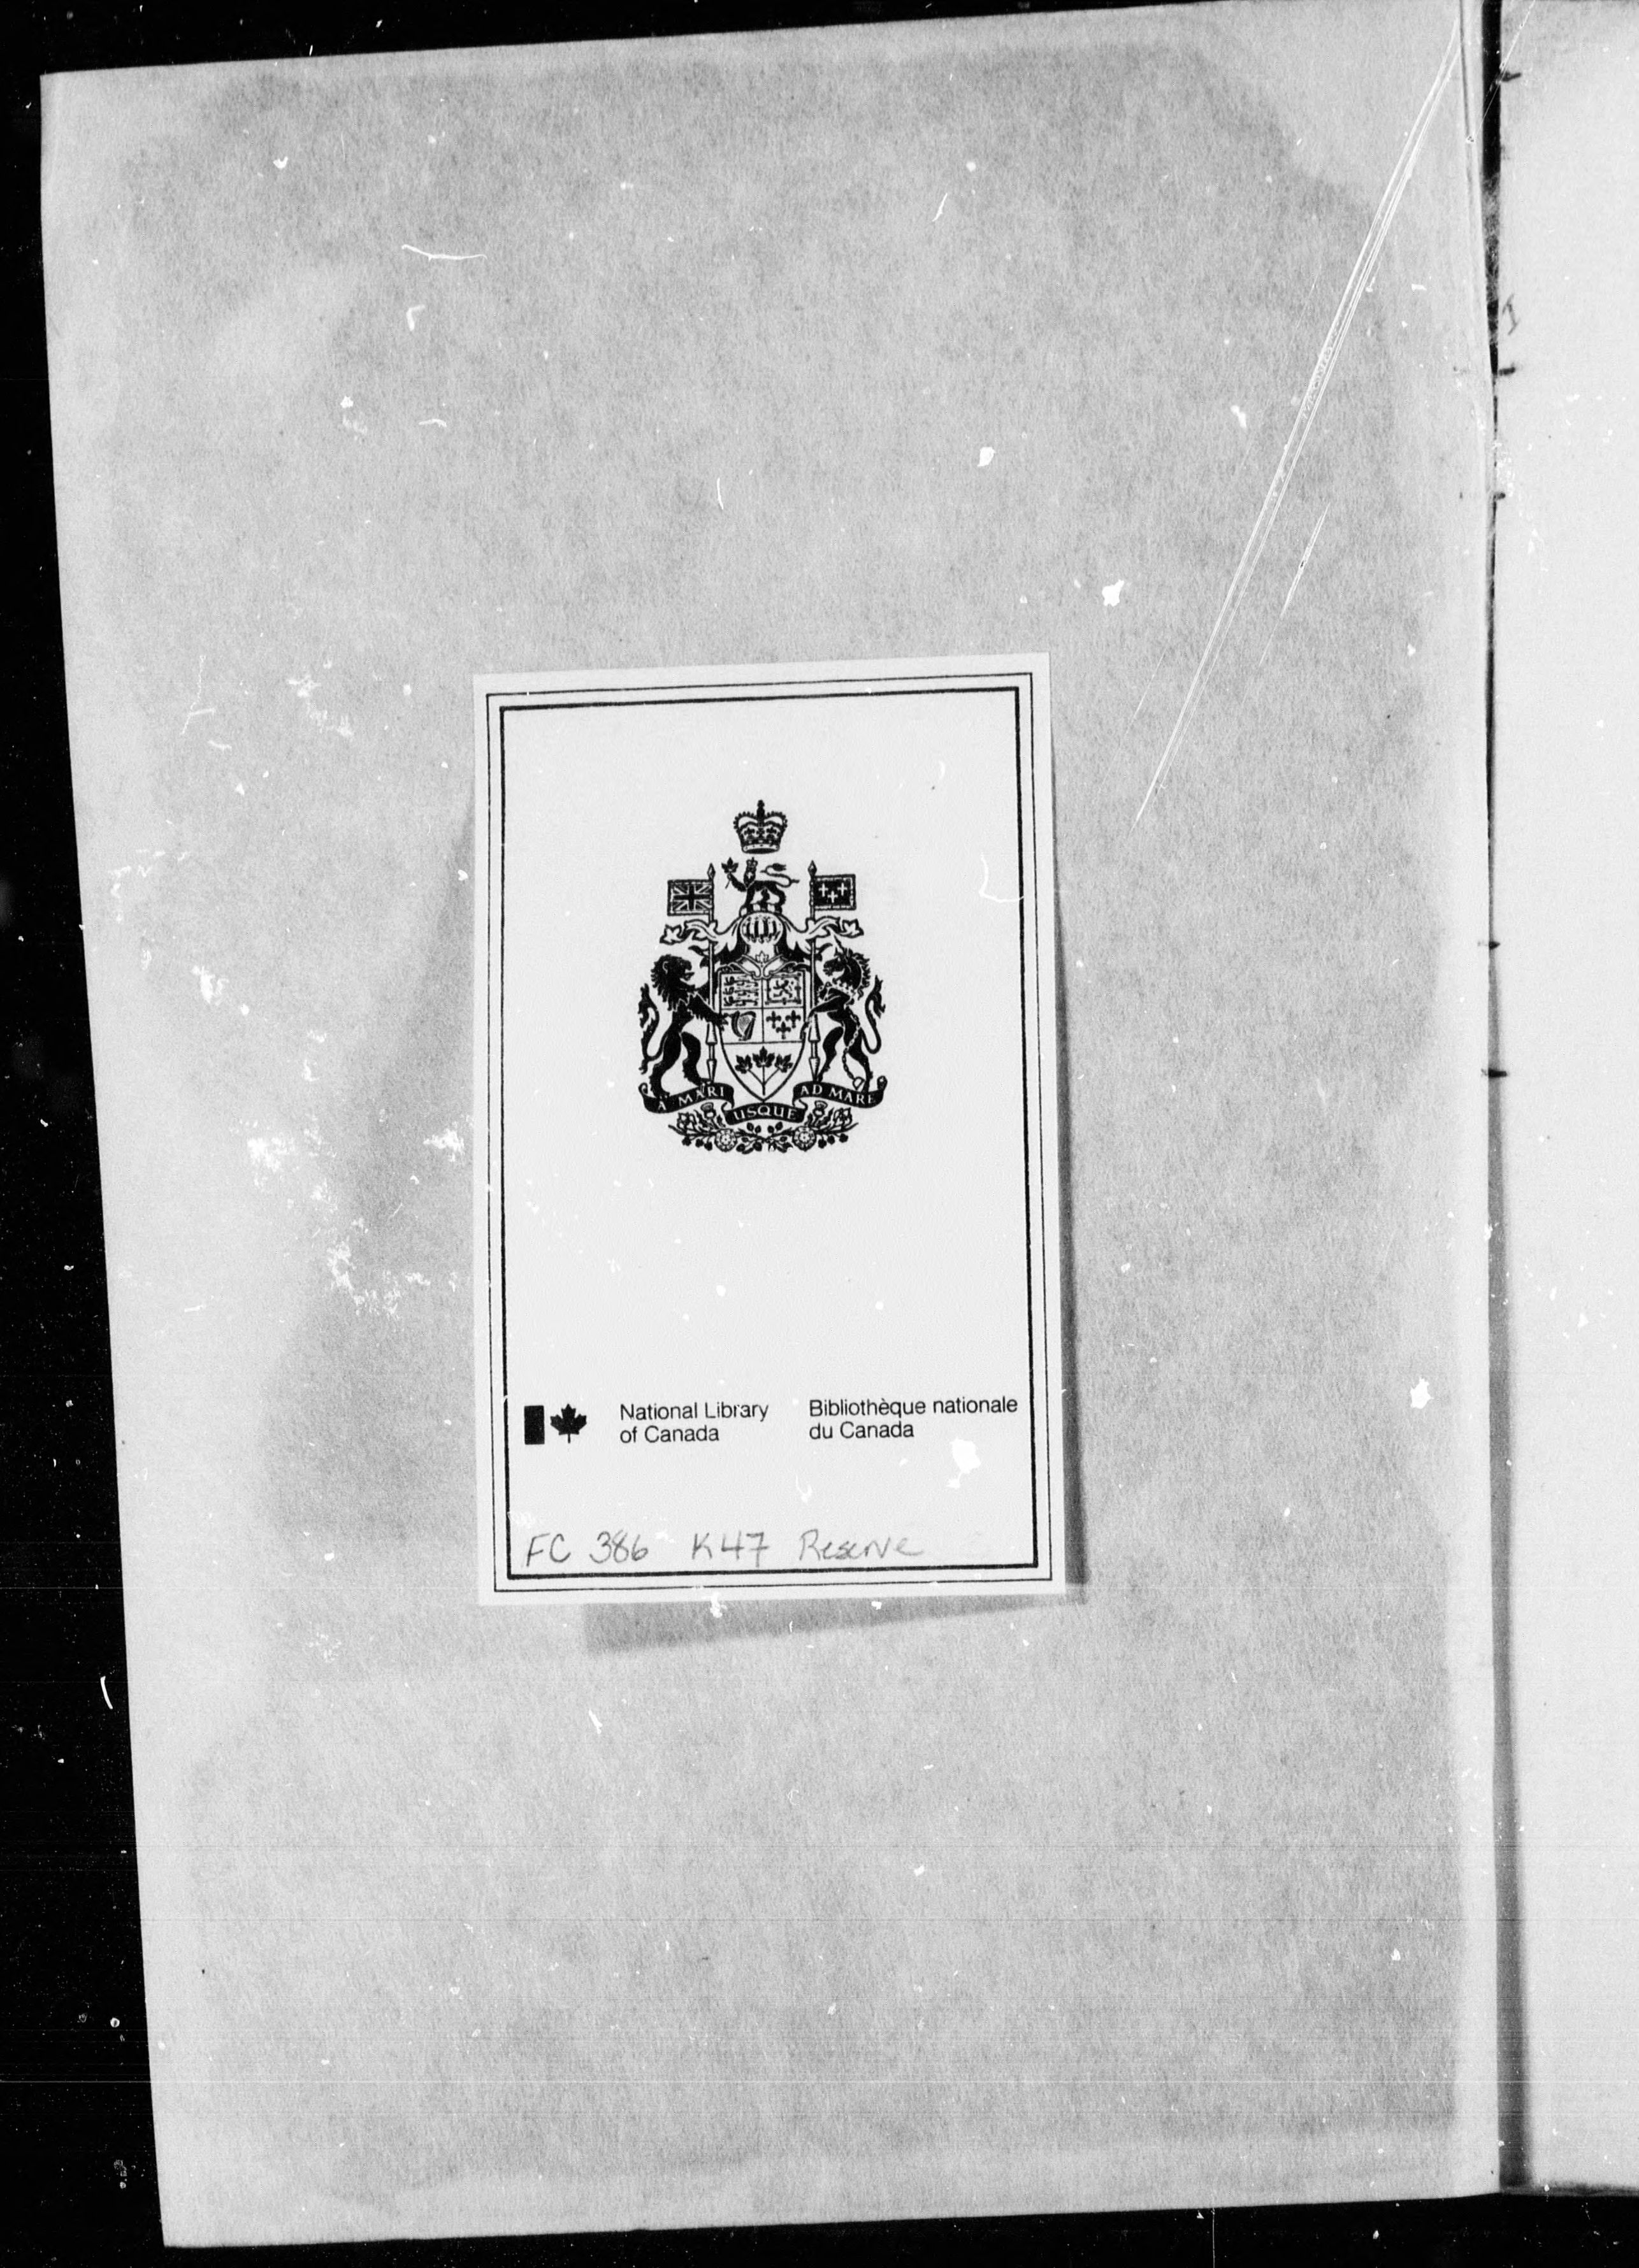 A MARI USQUE AD MARE
National Library
of Canada
Bibliothèque nationale
du Canada
FC 386 K47 Reserve